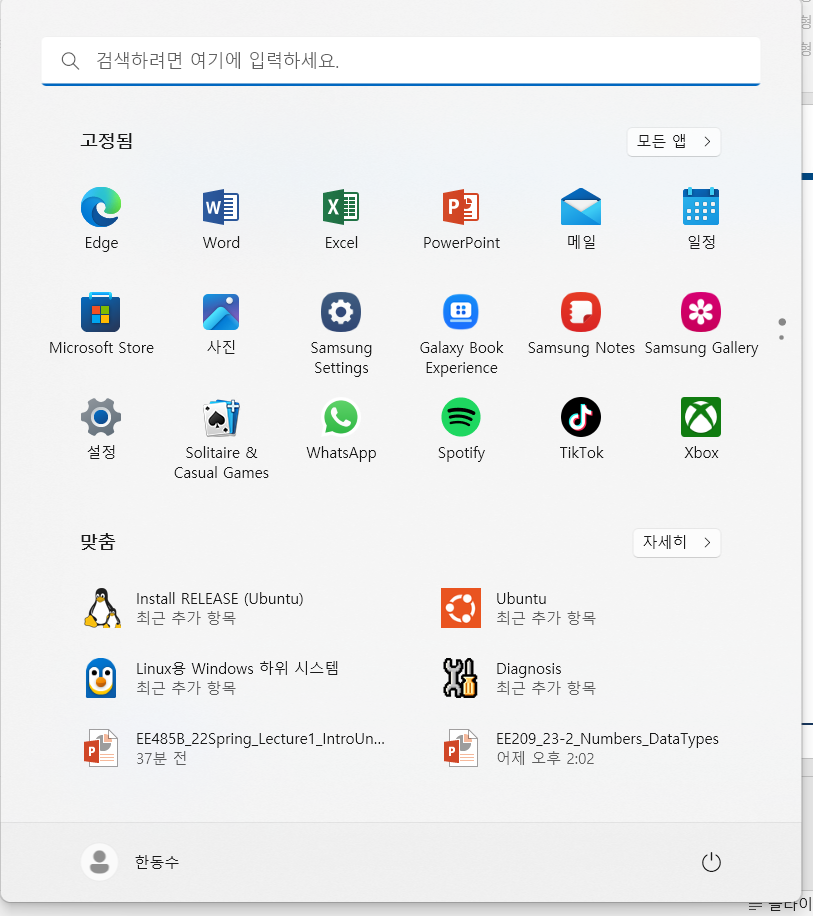 검색하려면 여기에 입력하세요.
고정됨
모든 앱
Edge
Word
Excel
PowerPoint
메일
일정
Microsoft Store
사진
Samsung Settings
Galaxy Book Experience
Samsung Notes
Samsung Gallery
설정
Solitaire & Casual Games
WhatsApp
Spotify
TikTok
Xbox
맞춤
자세히
Install RELEASE (Ubuntu)
최근 추가 항목
Ubuntu
최근 추가 항목
Linux용 Windows 하위 시스템
최근 추가 항목
Diagnosis
최근 추가 항목
EE485B_22Spring_Lecture1_IntroUn...
37분 전
EE209_23-2_Numbers_DataTypes
어제 오후 2:02
한동수